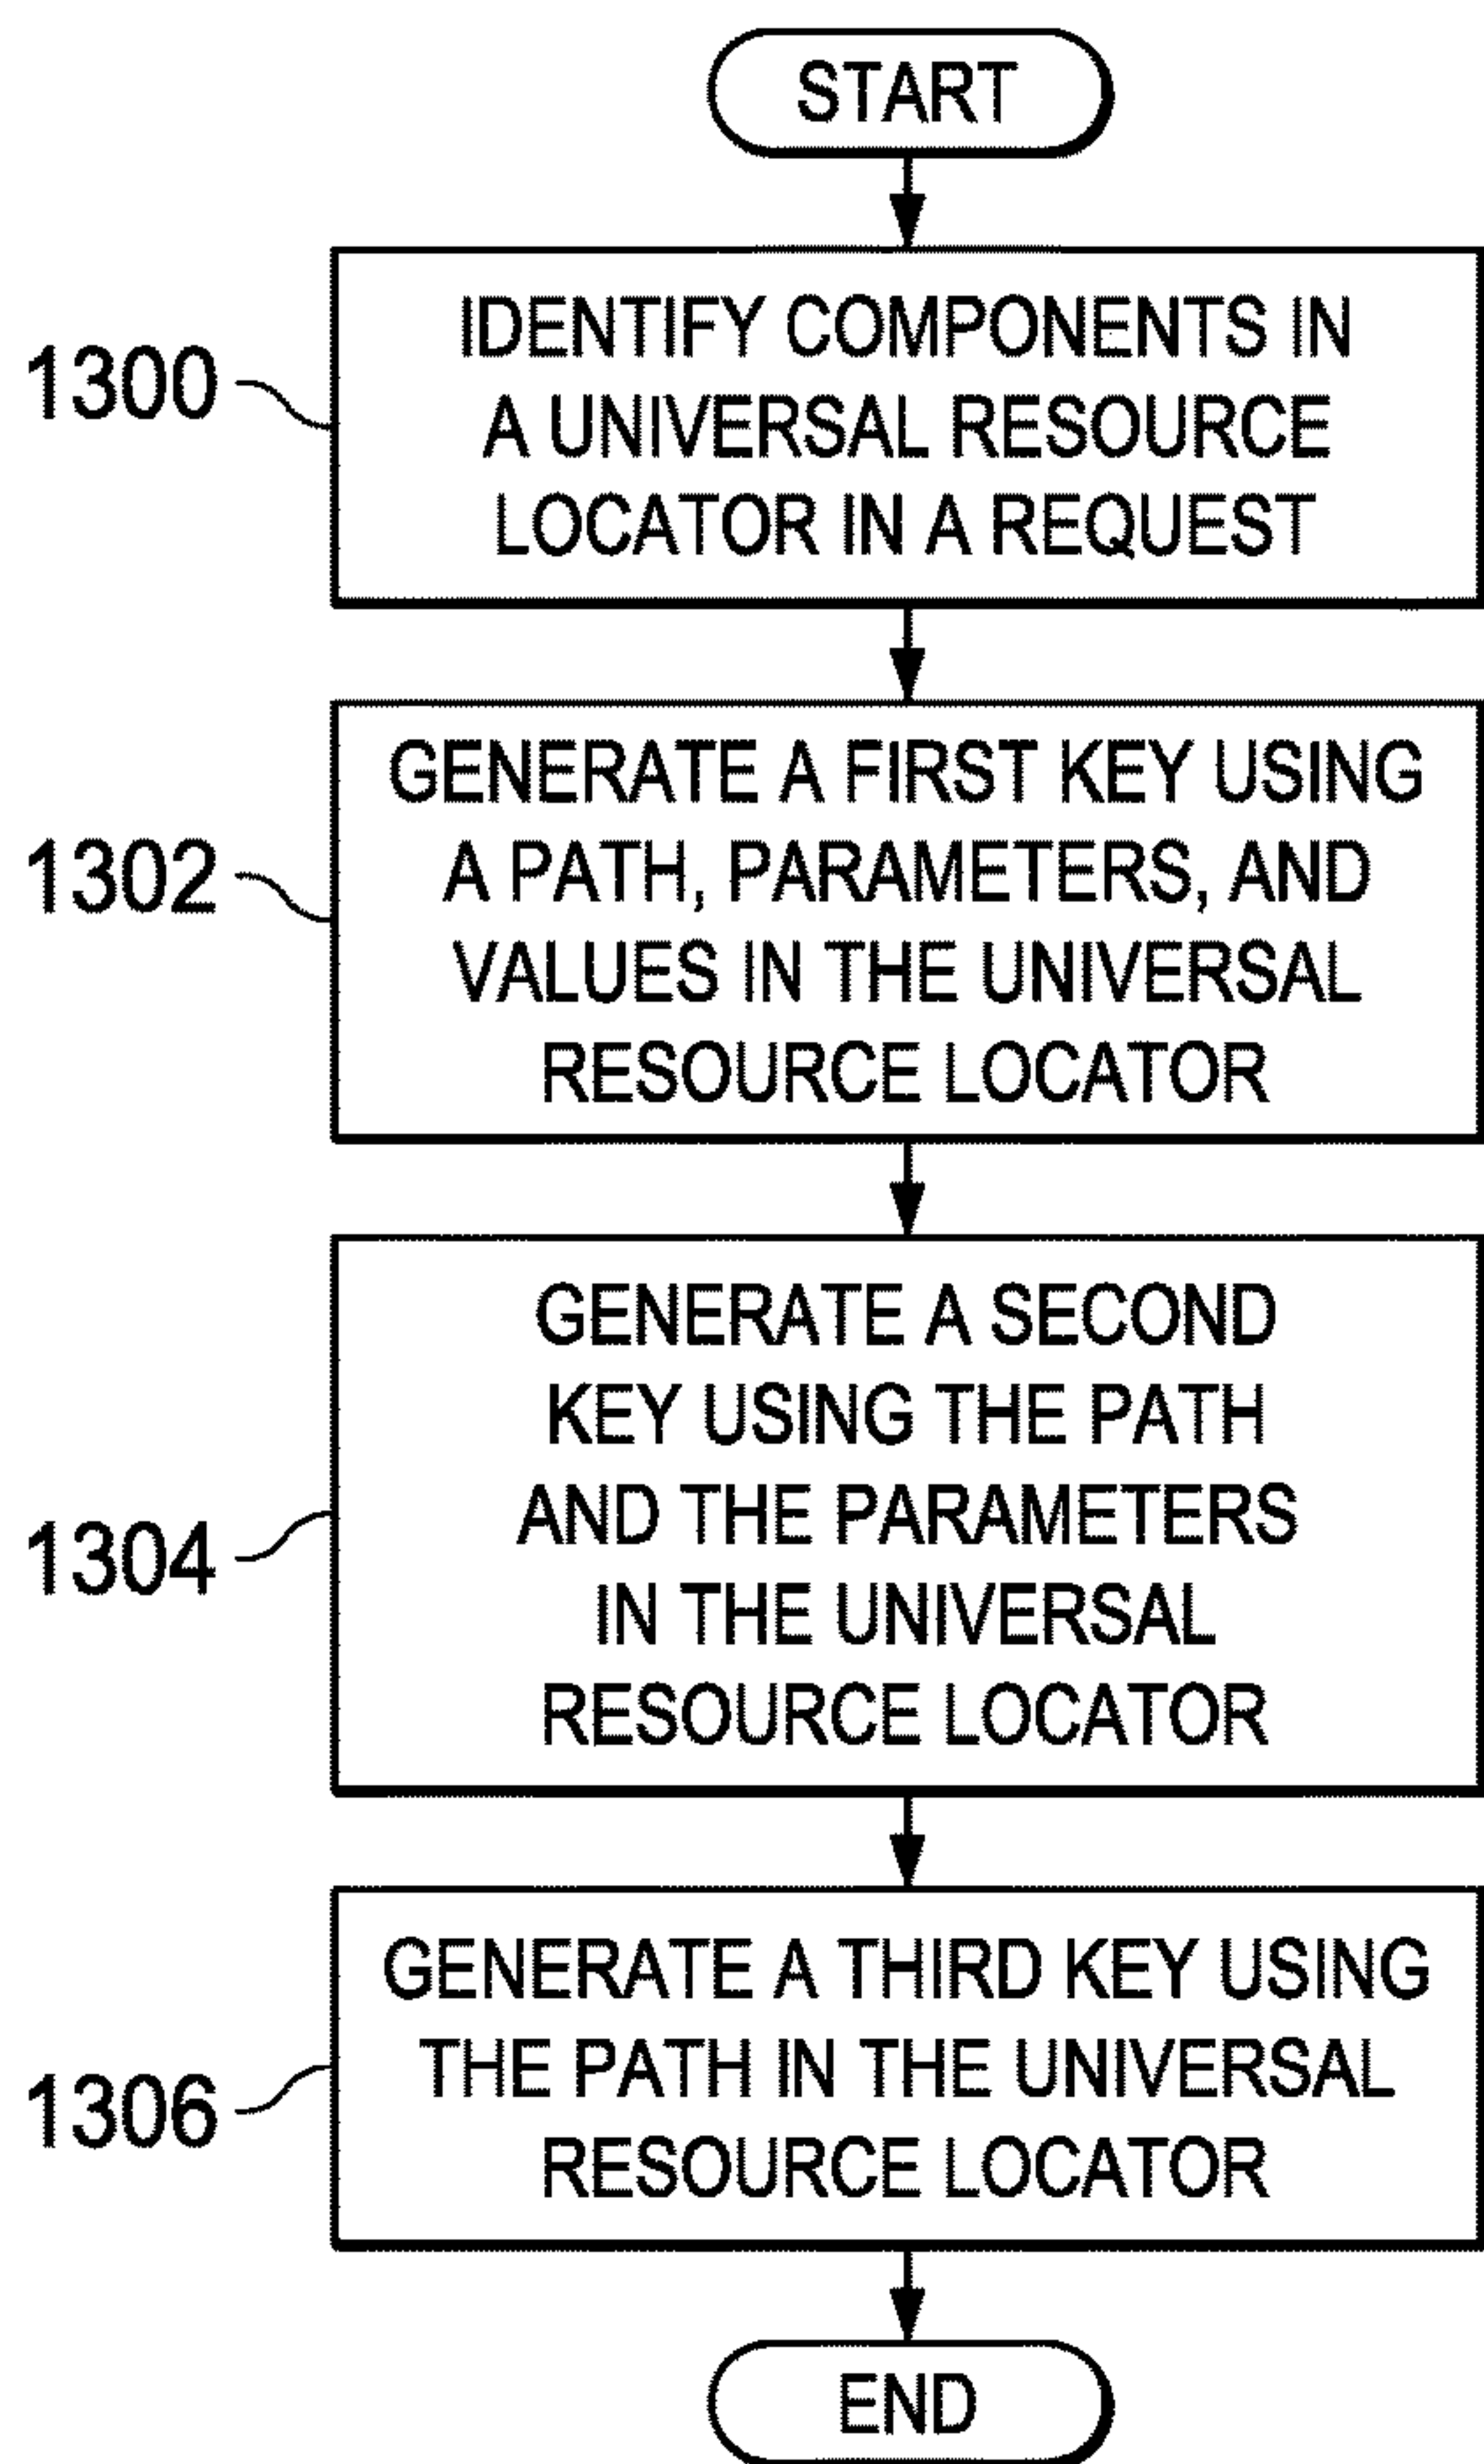 START
1300
IDENTIFY COMPONENTS IN
A UNIVERSAL RESOURCE
LOCATOR IN A REQUEST
1302
GENERATE A FIRST KEY USING
A PATH, PARAMETERS, AND
VALUES IN THE UNIVERSAL
RESOURCE LOCATOR
1304
GENERATE A SECOND
KEY USING THE PATH
AND THE PARAMETERS
IN THE UNIVERSAL
RESOURCE LOCATOR
1306
GENERATE A THIRD KEY USING
THE PATH IN THE UNIVERSAL
RESOURCE LOCATOR
END